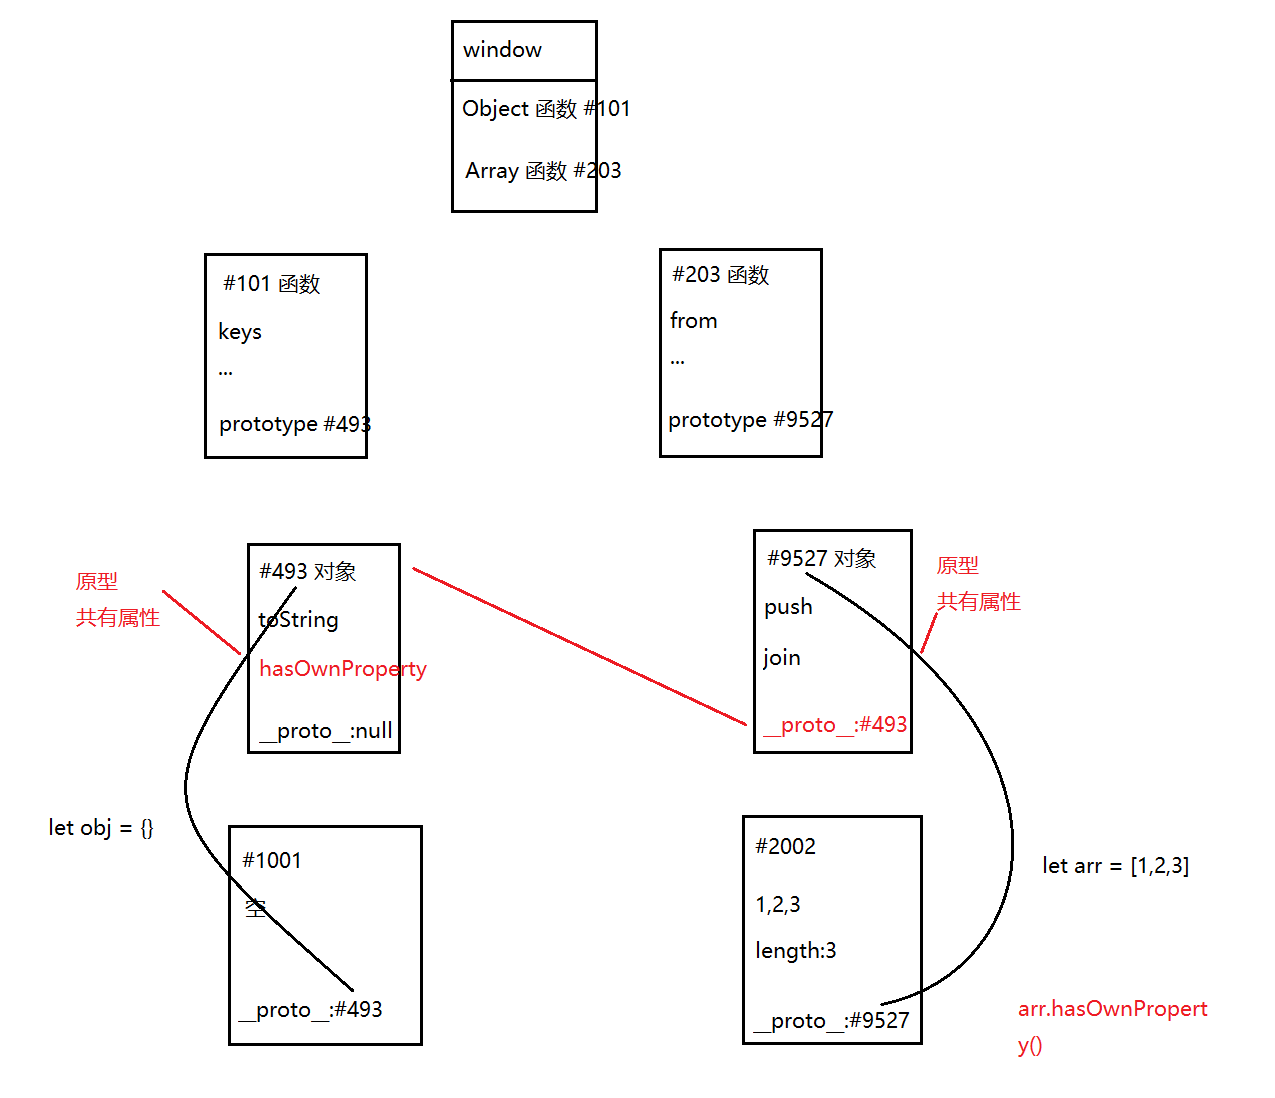 window
Object 函数 #101
Array 函数 #203
#101 函数
keys
...
prototype #493
#203 函数
from
...
prototype #9527
原型
共有属性
#493 对象
toString
hasOwnProperty
__proto__:null
#9527 对象
push
join
__proto__:#493
原型
共有属性
let obj = {}
#1001
空
__proto__:#493
#2002
1,2,3
length:3
__proto__:#9527
let arr = [1,2,3]
arr.hasOwnPropert
y()